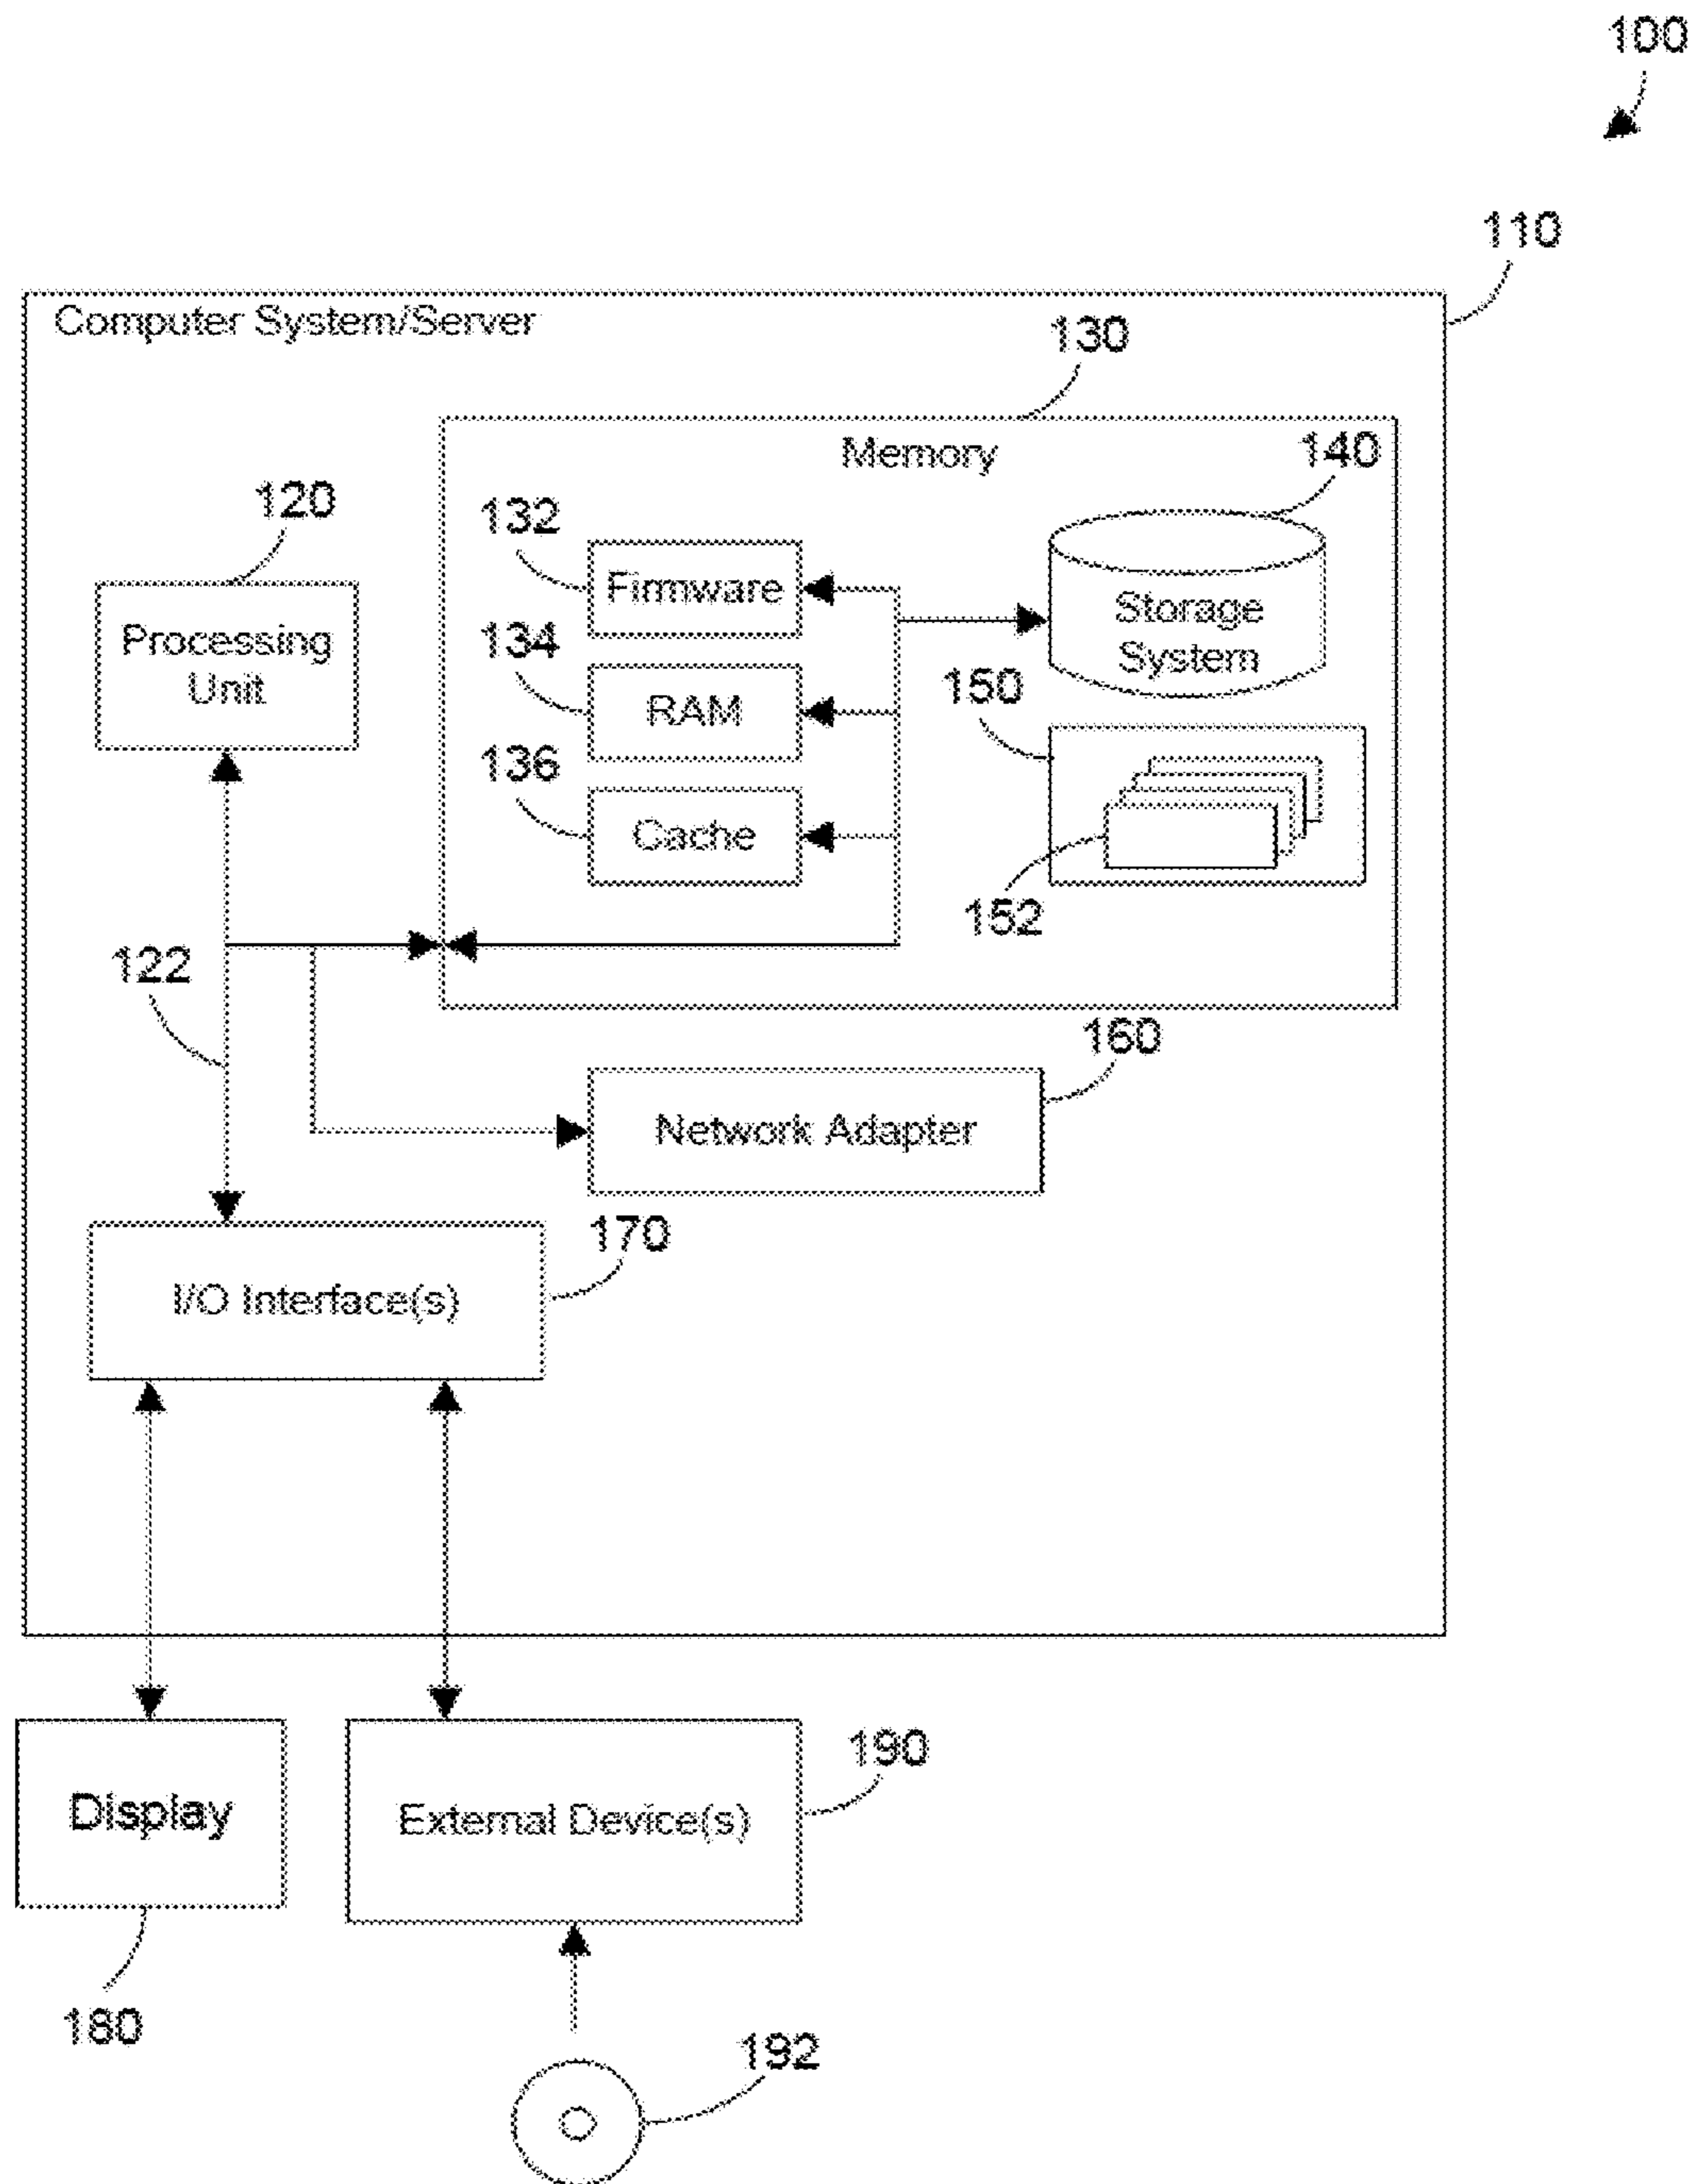 100
110
Computer System/Server
130
Memory
140
120
132
Firmware
Processing
Unit
134
Storage
System
RAM
150
136
Cache
152
122
160
Network Adapter
170
I/O Interface(s)
190
Display
External Device(s)
180
192